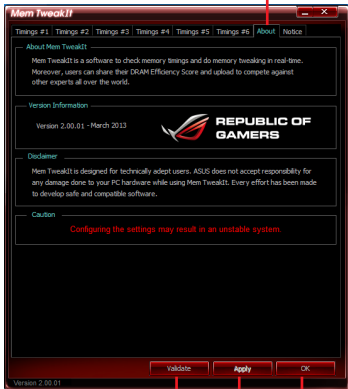 Mem TweakIt
Timings #1 Timings #2 Timings #3 Timings #4 Timings #5 Timings #6 About Notice
About Mem TweakIt
Mem TweakIt is a software to check memory timings and do memory tweaking in real-time.
Moreover, users can share their DRAM Efficiency Score and upload to compete against
other experts all over the world.
Version Information
Version 2.00.01 - March 2013
REPUBLIC OF
GAMERS
Disclaimer
Mem TweakIt is designed for technically adept users. ASUS does not accept responsibility for
any damage done to your PC hardware while using Mem TweakIt. Every effort has been made
to develop safe and compatible software.
Caution
Configuring the settings may result in an unstable system.
Validate Apply OK
Version 2.00.01